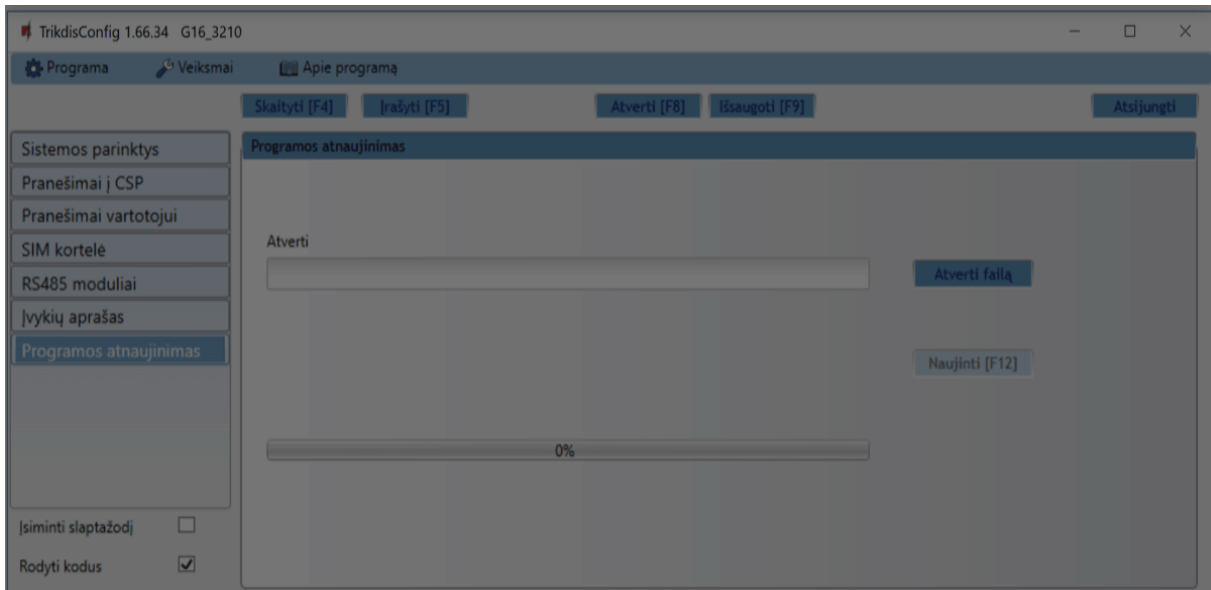 TrikdisConfig 1.66.34 G16_3210
Programa Veiksmai Apie programą
Skaityti [F4] Įrašyti [F5] Atverti [F8] Išsaugoti [F9] Atsijungti
Sistemos parinktys
Pranešimai į CSP
Pranešimai vartotojui
SIM kortelė
RS485 moduliai
Įvykių aprašas
Programos atnaujinimas
Įsiminti slaptažodį
Rodyti kodus
Programos atnaujinimas
Atverti
Atverti failą
Naujinti [F12]
0%